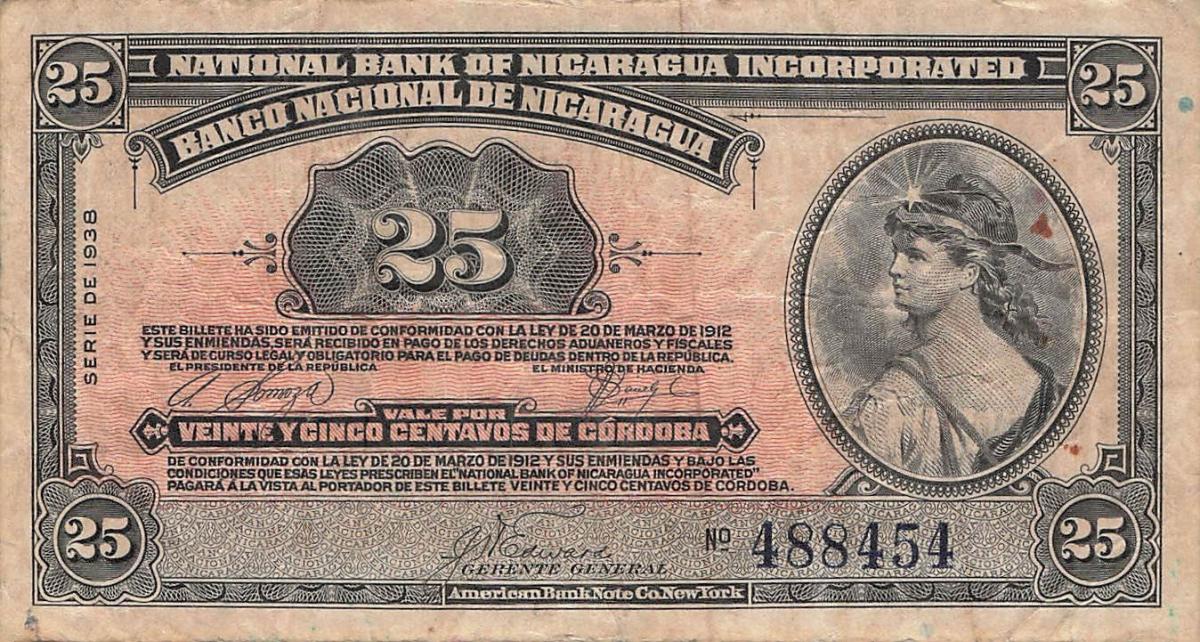 25 NATIONAL BANK OF NICARAGUA INCORPORATED 25
BANCO NACIONAL DE NICARAGUA
25
SERIE DE 1938
ESTE BILLETE HA SIDO EMITIDO DE CONFORMIDAD CON LA LEY DE 20 DE MARZO DE 1912
Y SUS ENMIENDAS, SERÁ RECIBIDO EN PAGO DE LOS DERECHOS ADUANEROS Y FISCALES
Y SERÁ DE CURSO LEGAL Y OBLIGATORIO PARA EL PAGO DE DEUDAS DENTRO DE LA REPÚBLICA.
EL PRESIDENTE DE LA REPÚBLICA EL MINISTRO DE HACIENDA
A Somoza
VALE POR
VEINTE Y CINCO CENTAVOS DE CÓRDOBA
DE CONFORMIDAD CON LA LEY DE 20 DE MARZO DE 1912 Y SUS ENMIENDAS Y BAJO LAS
CONDICIONES QUE ESAS LEYES PRESCRIBEN EL "NATIONAL BANK OF NICARAGUA INCORPORATED"
PAGARÁ Á LA VISTA AL PORTADOR DE ESTE BILLETE VEINTE Y CINCO CENTAVOS DE CÓRDOBA.
25 Nº 488454 25
Edward
GERENTE GENERAL
American Bank Note Co. New York